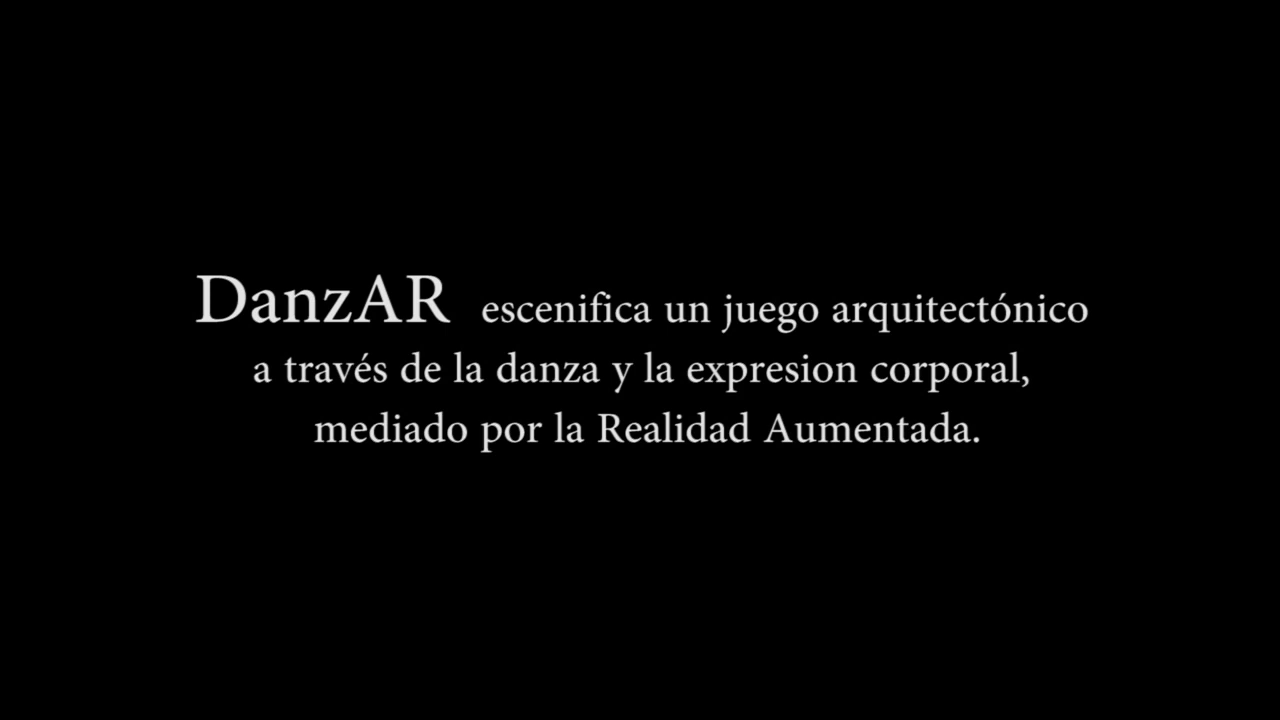 DanzAR escenifica un juego arquitectónico
a través de la danza y la expresion corporal,
mediado por la Realidad Aumentada.